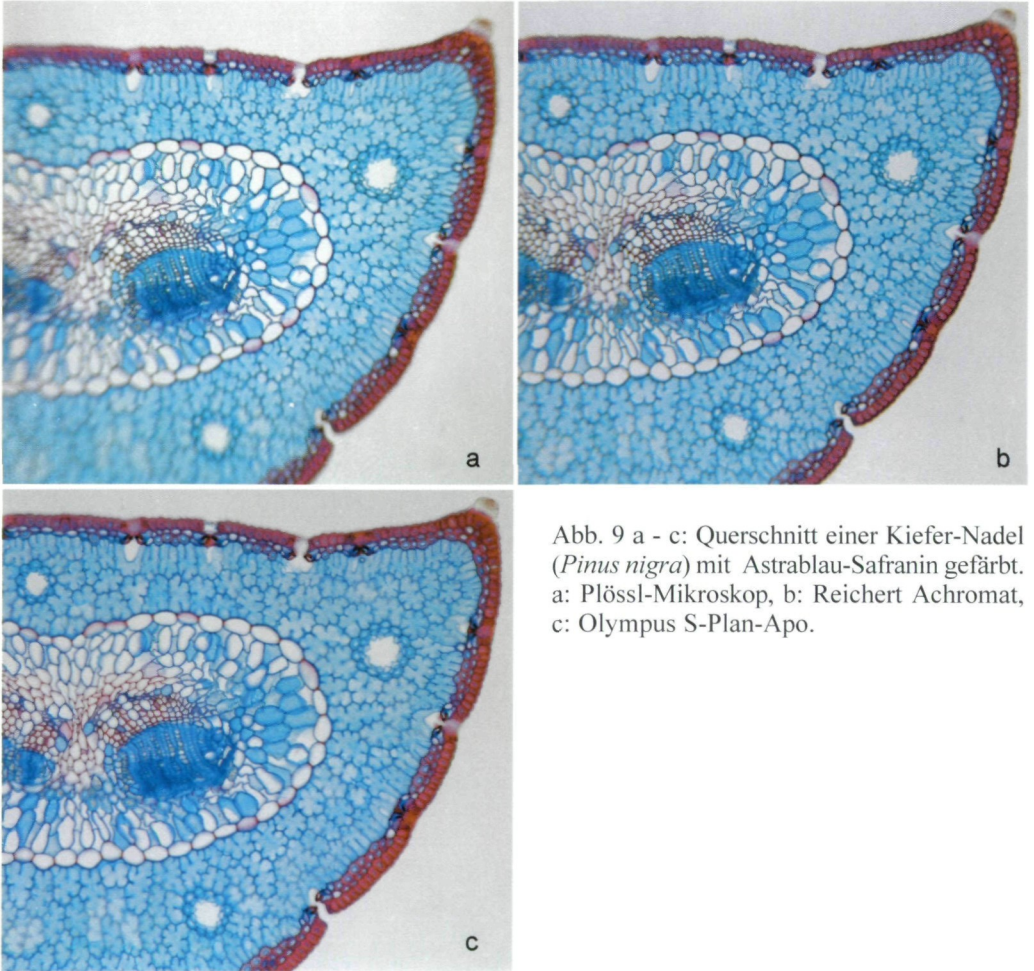 a
b
c
Abb. 9 a - c: Querschnitt einer Kiefer-Nadel
(Pinus nigra) mit Astrablau-Safranin gefärbt.
a: Plössl-Mikroskop, b: Reichert Achromat,
c: Olympus S-Plan-Apo.